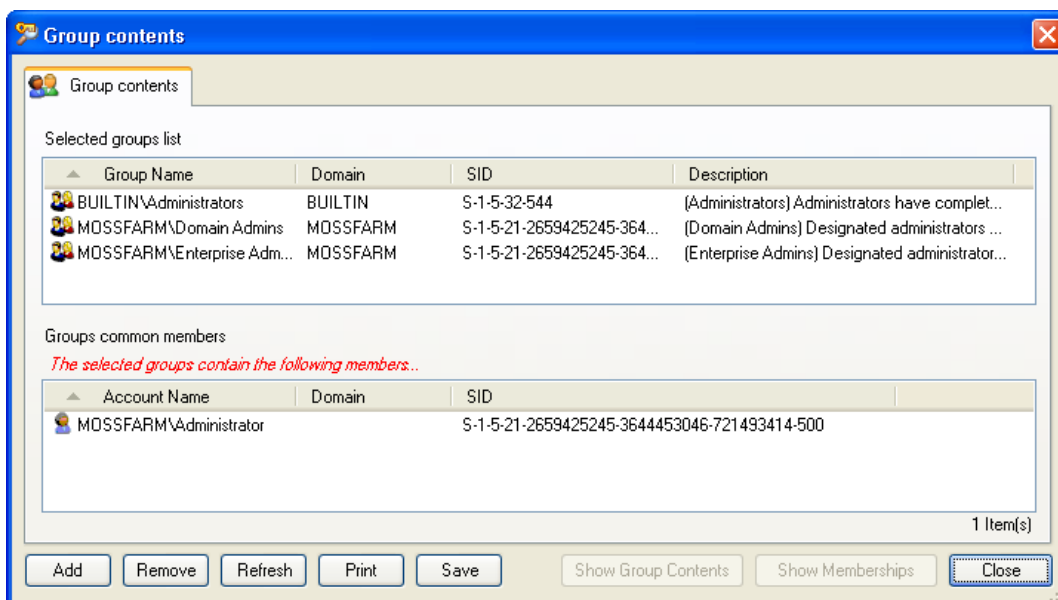 Group contents
Group contents
Selected groups list
Group Name Domain SID Description
BUILTIN\Administrators BUILTIN S-1-5-32-544 (Administrators) Administrators have complet...
MOSSFARM\Domain Admins MOSSFARM S-1-5-21-2659425245-364... (Domain Admins) Designated administrators ...
MOSSFARM\Enterprise Adm... MOSSFARM S-1-5-21-2659425245-364... (Enterprise Admins) Designated administrator...
Groups common members
The selected groups contain the following members...
Account Name Domain SID
MOSSFARM\Administrator S-1-5-21-2659425245-3644453046-721493414-500
1 Item(s)
Add Remove Refresh Print Save Show Group Contents Show Memberships Close